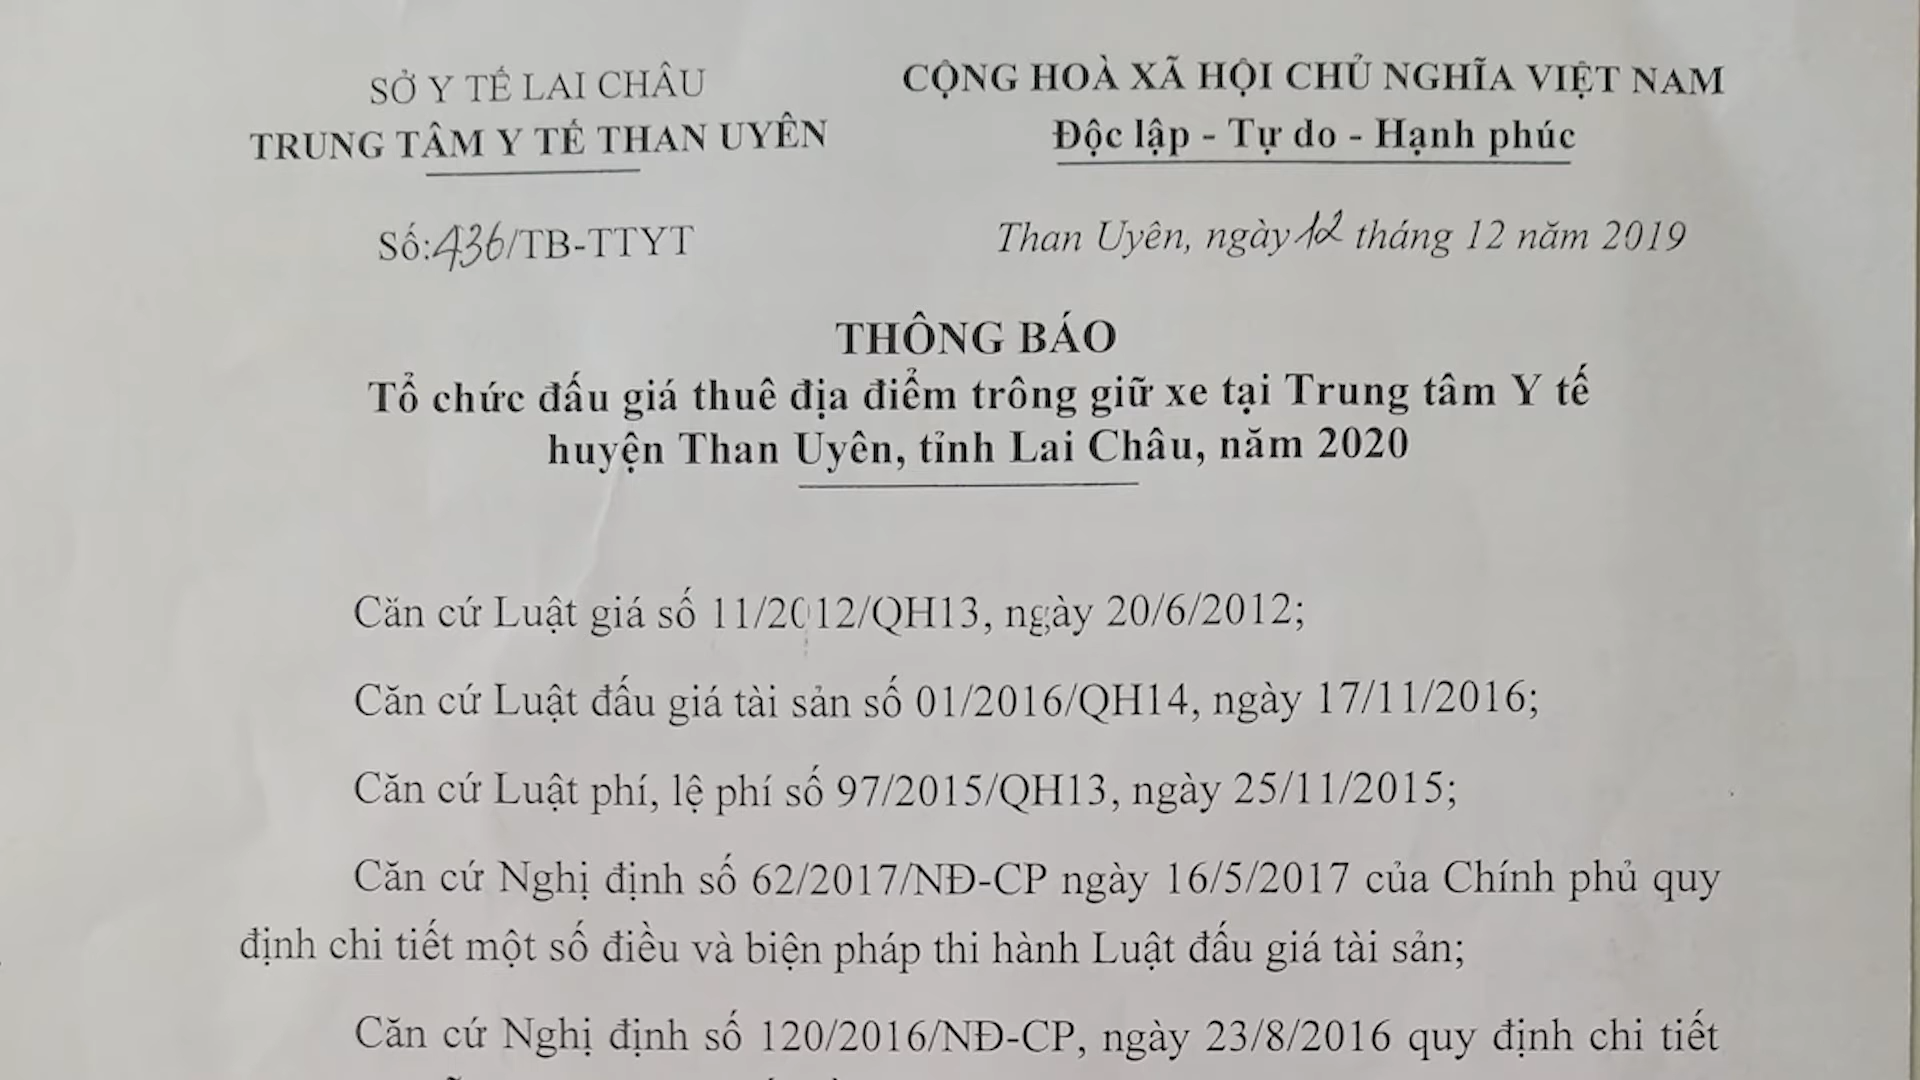 SỞ Y TẾ LAI CHÂU
TRUNG TÂM Y TẾ THAN UYÊN
CỘNG HOÀ XÃ HỘI CHỦ NGHĨA VIỆT NAM
Độc lập - Tự do - Hạnh phúc
Số:436/TB-TTYT
Than Uyên, ngày 12 tháng 12 năm 2019
THÔNG BÁO
Tổ chức đấu giá thuê địa điểm trông giữ xe tại Trung tâm Y tế
huyện Than Uyên, tỉnh Lai Châu, năm 2020
Căn cứ Luật giá số 11/2012/QH13, ngày 20/6/2012;
Căn cứ Luật đấu giá tài sản số 01/2016/QH14, ngày 17/11/2016;
Căn cứ Luật phí, lệ phí số 97/2015/QH13, ngày 25/11/2015;
Căn cứ Nghị định số 62/2017/NĐ-CP ngày 16/5/2017 của Chính phủ quy
định chi tiết một số điều và biện pháp thi hành Luật đấu giá tài sản;
Căn cứ Nghị định số 120/2016/NĐ-CP, ngày 23/8/2016 quy định chi tiết